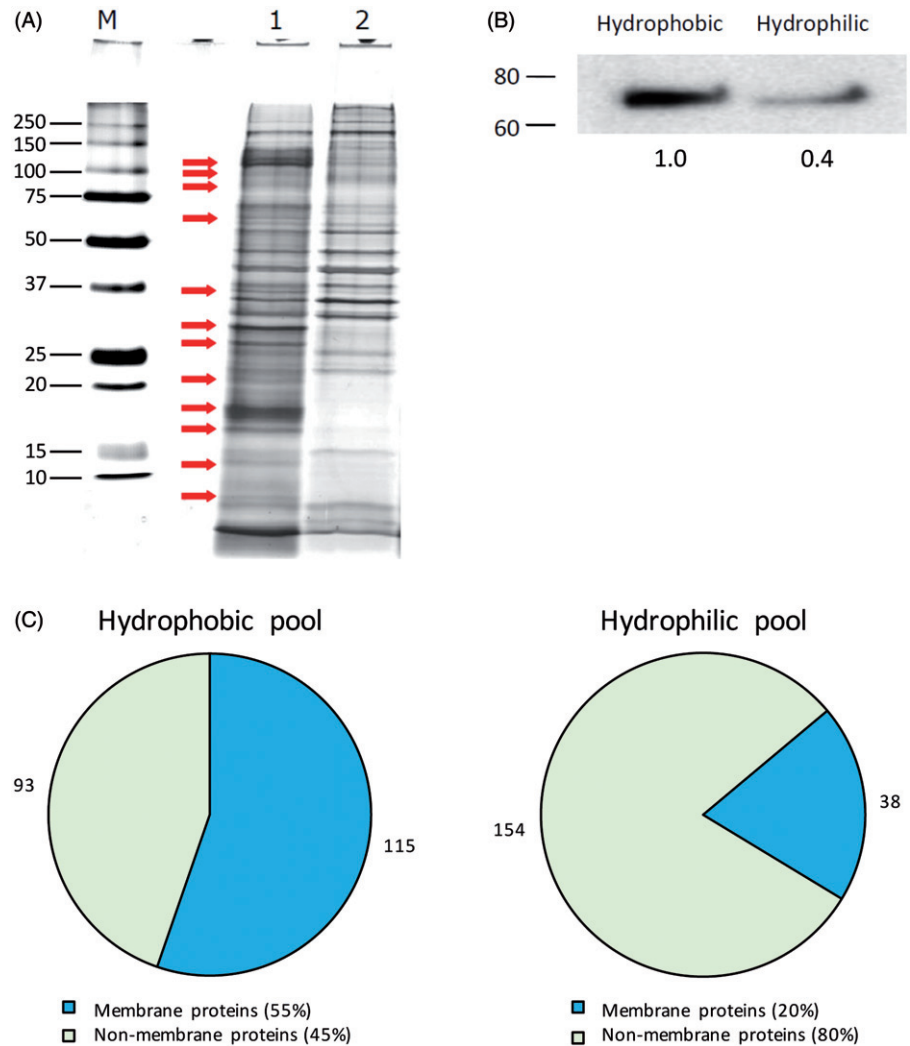 (A)
M 1 2
250
150
100
75
50
37
25
20
15
10
(B)
Hydrophobic Hydrophilic
80
60
1.0 0.4
(C)
Hydrophobic pool
93
115
Membrane proteins (55%)
Non-membrane proteins (45%)
Hydrophilic pool
154
38
Membrane proteins (20%)
Non-membrane proteins (80%)